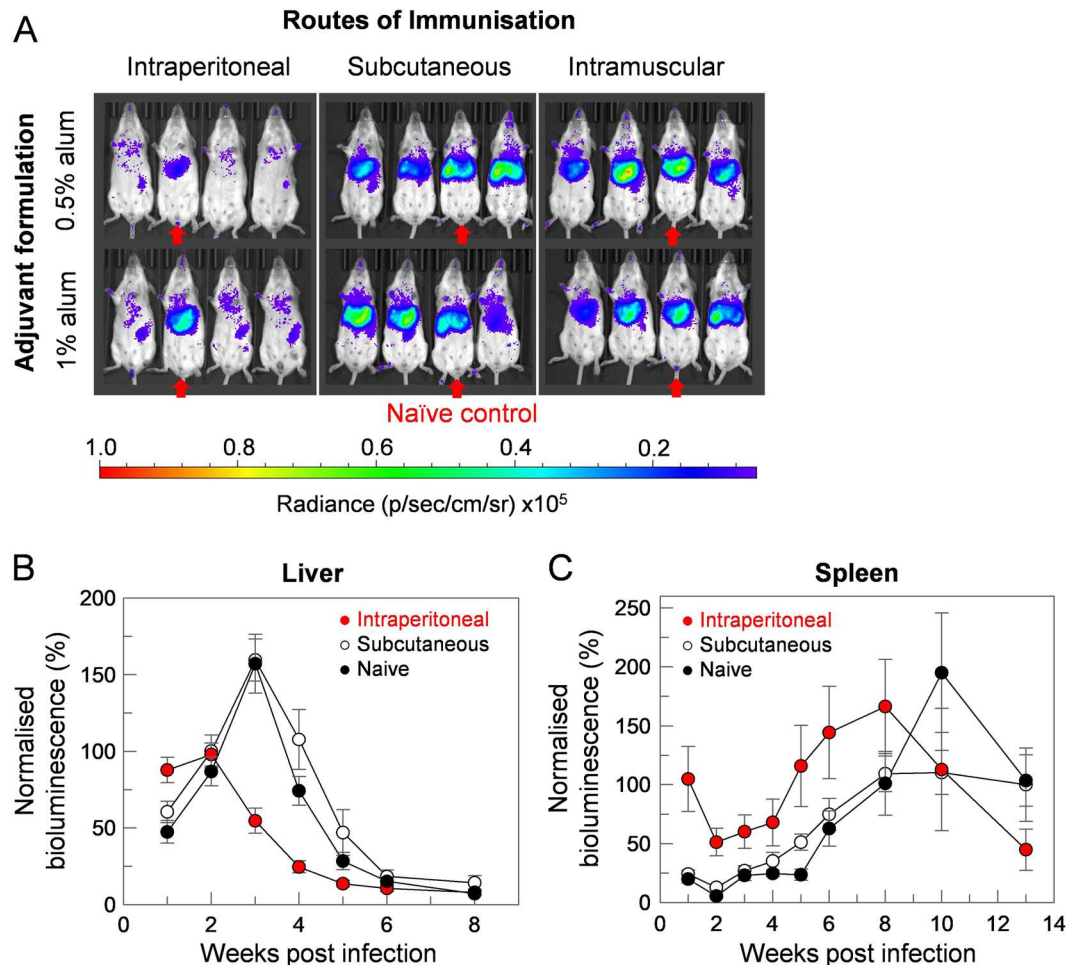 A
Routes of Immunisation
Intraperitoneal
Subcutaneous
Intramuscular
Adjuvant formulation
0.5% alum
1% alum
Naïve control
1.0
0.8
0.6
0.4
0.2
Radiance (p/sec/cm/sr) x10⁵
B
Liver
Normalised
bioluminescence (%)
200
150
100
50
0
Intraperitoneal
Subcutaneous
Naive
0
2
4
6
8
Weeks post infection
C
Spleen
Normalised
bioluminescence (%)
250
200
150
100
50
0
Intraperitoneal
Subcutaneous
Naive
0
2
4
6
8
10
12
14
Weeks post infection